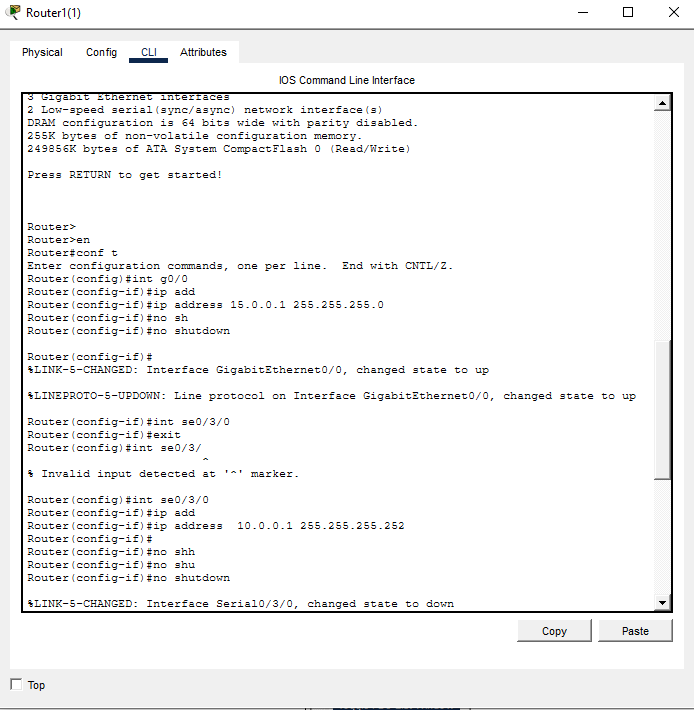 Router1(1)
Physical Config CLI Attributes
IOS Command Line Interface
3 Gigabit Ethernet interfaces
2 Low-speed serial(sync/async) network interface(s)
DRAM configuration is 64 bits wide with parity disabled.
255K bytes of non-volatile configuration memory.
249856K bytes of ATA System CompactFlash 0 (Read/Write)
Press RETURN to get started!
Router>
Router>en
Router#conf t
Enter configuration commands, one per line.  End with CNTL/Z.
Router(config)#int g0/0
Router(config-if)#ip add
Router(config-if)#ip address 15.0.0.1 255.255.255.0
Router(config-if)#no sh
Router(config-if)#no shutdown
Router(config-if)#
%LINK-5-CHANGED: Interface GigabitEthernet0/0, changed state to up
%LINEPROTO-5-UPDOWN: Line protocol on Interface GigabitEthernet0/0, changed state to up
Router(config-if)#int se0/3/0
Router(config-if)#exit
Router(config)#int se0/3/
^
% Invalid input detected at '^' marker.
Router(config)#int se0/3/0
Router(config-if)#ip add
Router(config-if)#ip address  10.0.0.1 255.255.255.252
Router(config-if)#
Router(config-if)#no shh
Router(config-if)#no shu
Router(config-if)#no shutdown
%LINK-5-CHANGED: Interface Serial0/3/0, changed state to down
Copy Paste
Top